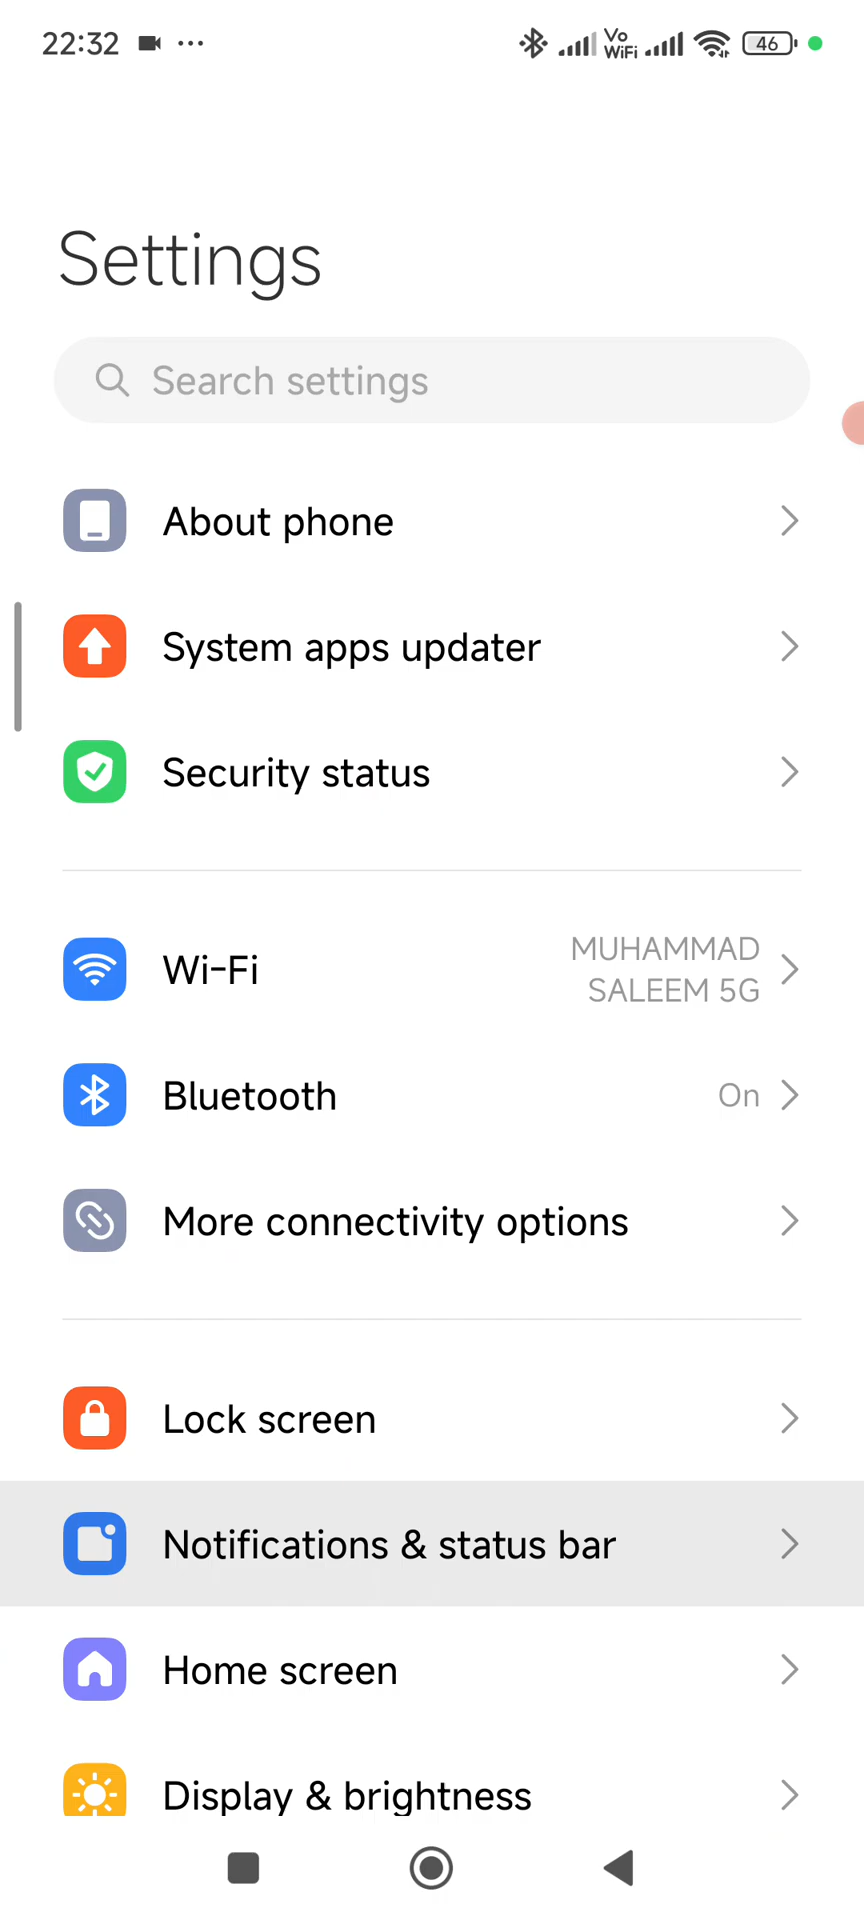 22:32
Vo
WiFi
46
Settings
Search settings
About phone
System apps updater
Security status
Wi-Fi
MUHAMMAD
SALEEM 5G
Bluetooth
On
More connectivity options
Lock screen
Notifications & status bar
Home screen
Display & brightness